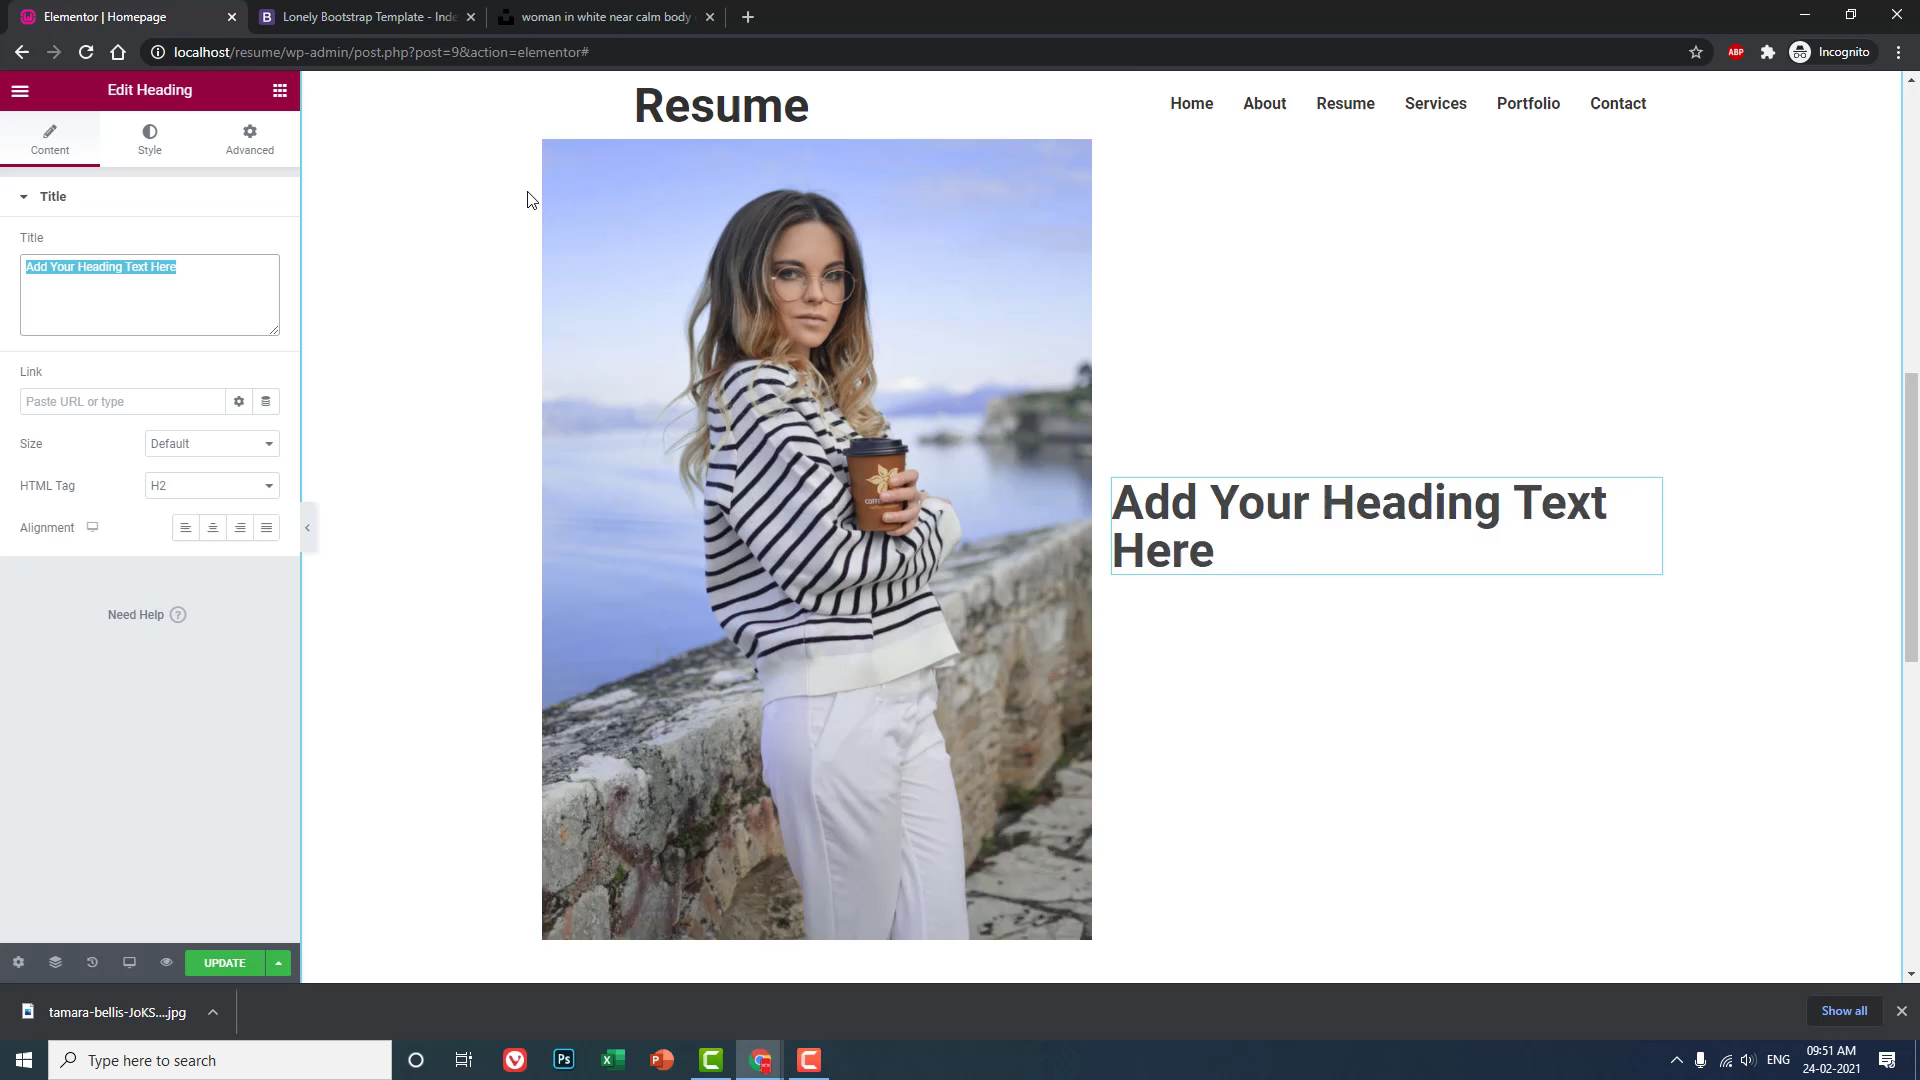 Elementor | Homepage
Lonely Bootstrap Template - Inde
woman in white near calm body
localhost/resume/wp-admin/post.php?post=9&action=elementor#
ABP
Incognito
Edit Heading
Content
Style
Advanced
Title
Title
Add Your Heading Text Here
Link
Paste URL or type
Size
Default
HTML Tag
H2
Alignment
Need Help ?
UPDATE
Resume
Home
About
Resume
Services
Portfolio
Contact
Add Your Heading Text
Here
tamara-bellis-JoKS....jpg
Show all
Type here to search
Ps
ENG
09:51 AM
24-02-2021